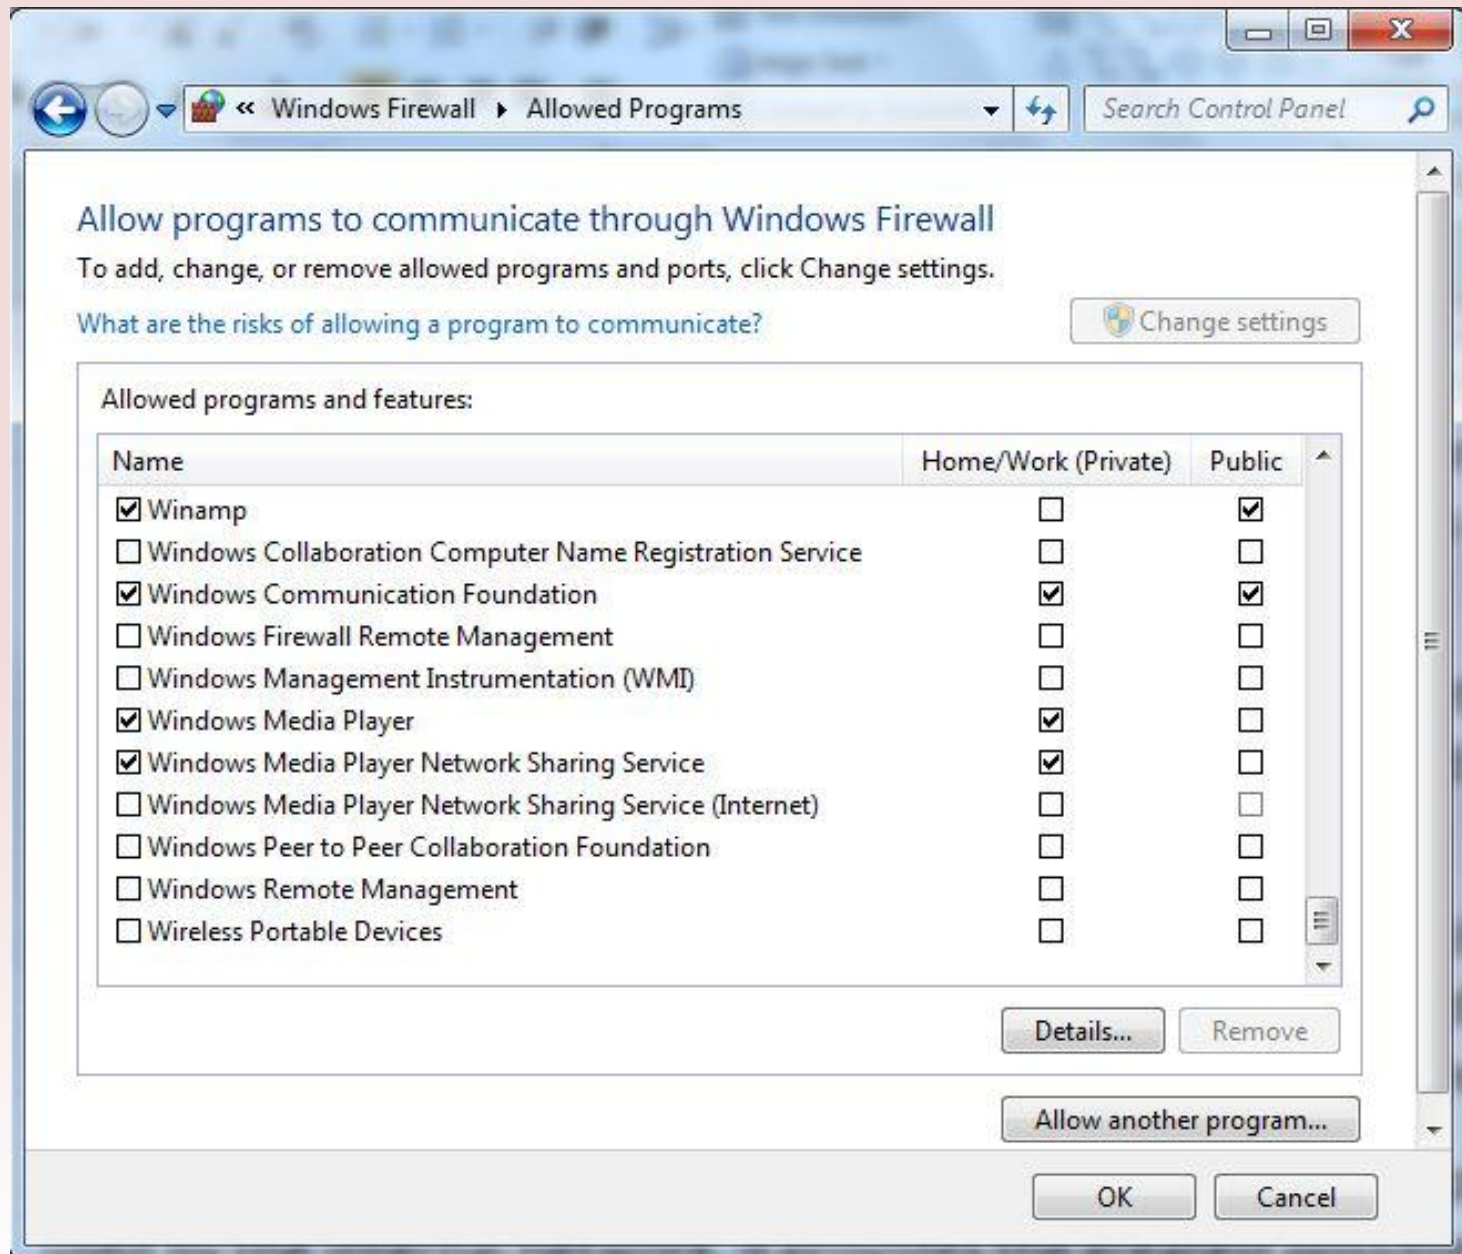 « Windows Firewall ▸ Allowed Programs
Search Control Panel
Allow programs to communicate through Windows Firewall
To add, change, or remove allowed programs and ports, click Change settings.
What are the risks of allowing a program to communicate?
Change settings
Allowed programs and features:
Name Home/Work (Private) Public
Winamp
Windows Collaboration Computer Name Registration Service
Windows Communication Foundation
Windows Firewall Remote Management
Windows Management Instrumentation (WMI)
Windows Media Player
Windows Media Player Network Sharing Service
Windows Media Player Network Sharing Service (Internet)
Windows Peer to Peer Collaboration Foundation
Windows Remote Management
Wireless Portable Devices
Details... Remove
Allow another program...
OK Cancel